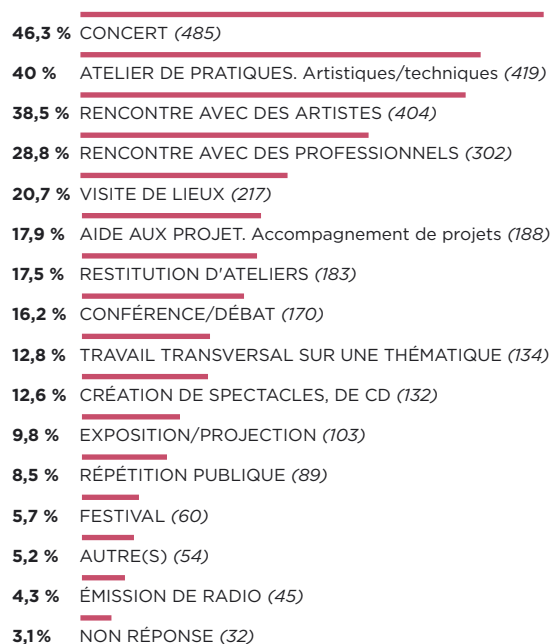 46,3 % CONCERT (485)
40 % ATELIER DE PRATIQUES. Artistiques/techniques (419)
38,5 % RENCONTRE AVEC DES ARTISTES (404)
28,8 % RENCONTRE AVEC DES PROFESSIONNELS (302)
20,7 % VISITE DE LIEUX (217)
17,9 % AIDE AUX PROJET. Accompagnement de projets (188)
17,5 % RESTITUTION D'ATELIERS (183)
16,2 % CONFÉRENCE/DÉBAT (170)
12,8 % TRAVAIL TRANSVERSAL SUR UNE THÉMATIQUE (134)
12,6 % CRÉATION DE SPECTACLES, DE CD (132)
9,8 % EXPOSITION/PROJECTION (103)
8,5 % RÉPÉTITION PUBLIQUE (89)
5,7 % FESTIVAL (60)
5,2 % AUTRE(S) (54)
4,3 % ÉMISSION DE RADIO (45)
3,1 % NON RÉPONSE (32)